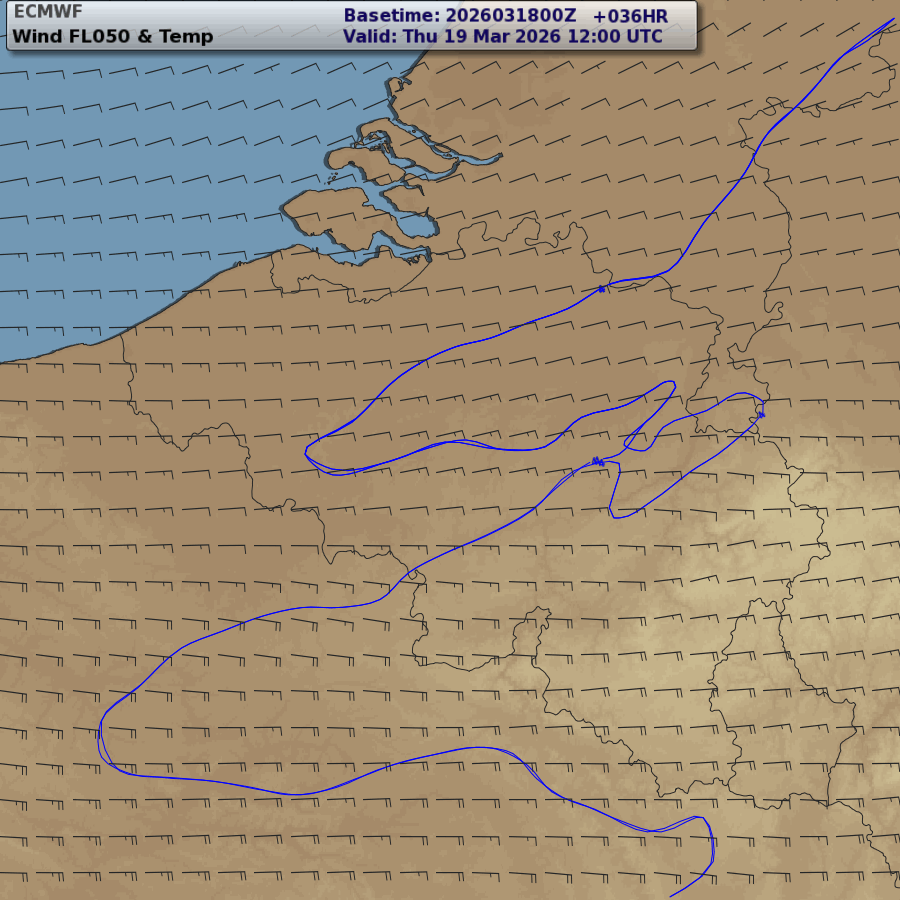 ECMWF
Wind FL050 & Temp
Basetime: 2026031800Z +036HR
Valid: Thu 19 Mar 2026 12:00 UTC